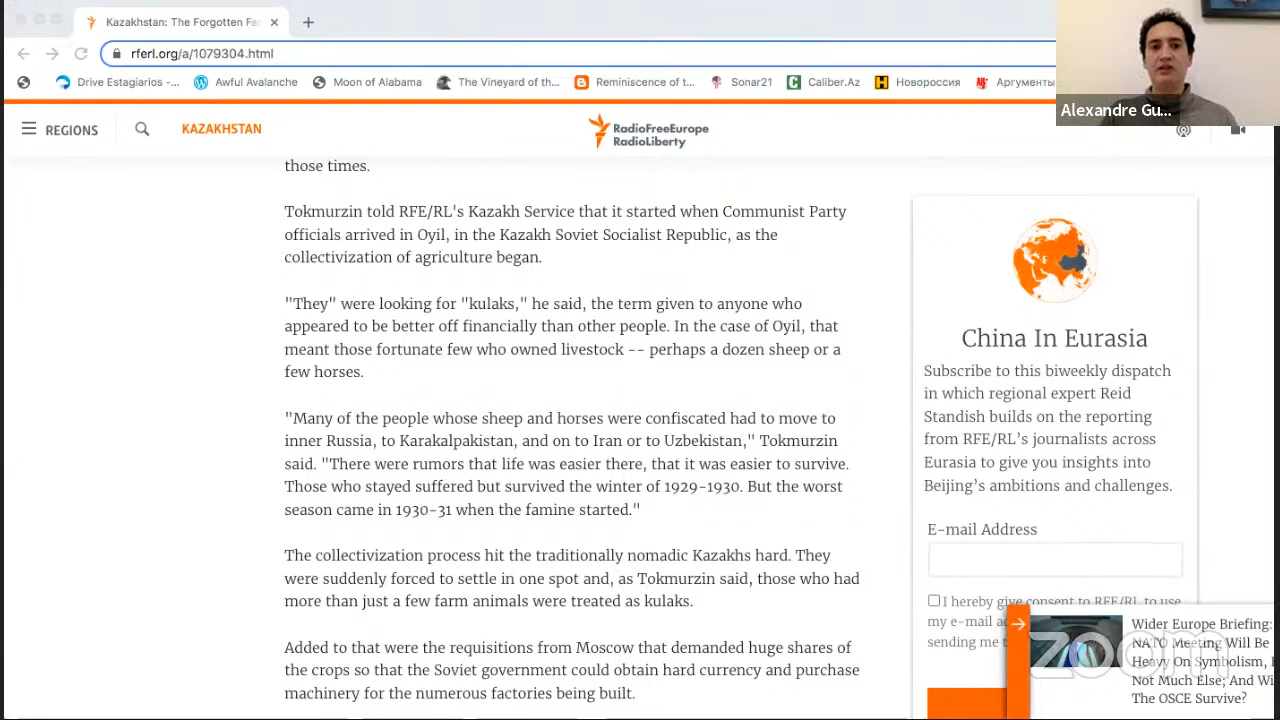 Kazakhstan: The Forgotten Fa
rferl.org/a/1079304.html
Drive Estagiarios -... Awful Avalanche Moon of Alabama The Vineyard of th... Reminiscence of t... Sonar21 Caliber.Az Новороссия Аргументы
Alexandre Gu...
REGIONS KAZAKHSTAN RadioFreeEurope
RadioLiberty
those times.
Tokmurzin told RFE/RL's Kazakh Service that it started when Communist Party
officials arrived in Oyil, in the Kazakh Soviet Socialist Republic, as the
collectivization of agriculture began.
"They" were looking for "kulaks," he said, the term given to anyone who
appeared to be better off financially than other people. In the case of Oyil, that
meant those fortunate few who owned livestock -- perhaps a dozen sheep or a
few horses.
"Many of the people whose sheep and horses were confiscated had to move to
inner Russia, to Karakalpakistan, and on to Iran or to Uzbekistan," Tokmurzin
said. "There were rumors that life was easier there, that it was easier to survive.
Those who stayed suffered but survived the winter of 1929-1930. But the worst
season came in 1930-31 when the famine started."
The collectivization process hit the traditionally nomadic Kazakhs hard. They
were suddenly forced to settle in one spot and, as Tokmurzin said, those who had
more than just a few farm animals were treated as kulaks.
Added to that were the requisitions from Moscow that demanded huge shares of
the crops so that the Soviet government could obtain hard currency and purchase
machinery for the numerous factories being built.
China In Eurasia
Subscribe to this biweekly dispatch
in which regional expert Reid
Standish builds on the reporting
from RFE/RL's journalists across
Eurasia to give you insights into
Beijing's ambitions and challenges.
E-mail Address
I hereby give consent to RFE/RL to use
my e-mail a
sending me t
Wider Europe Briefing:
NATO Meeting Will Be
Heavy On Symbolism,
Not Much Else; And Wi
The OSCE Survive?
zoom